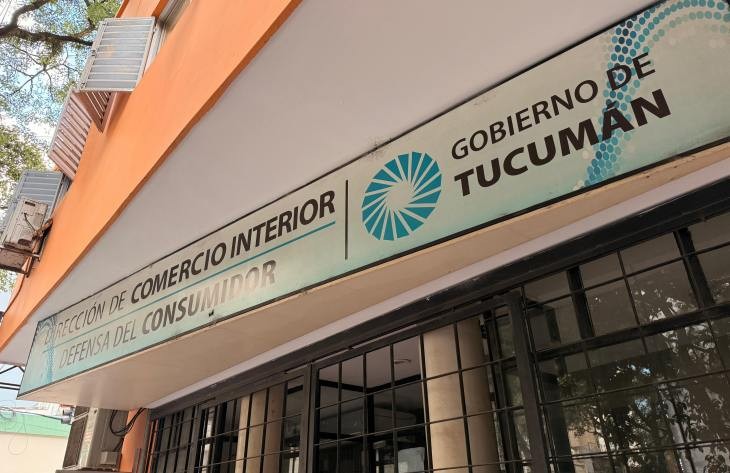 DIRECCIÓN DE COMERCIO INTERIOR
DEFENSA DEL CONSUMIDOR
GOBIERNO DE
TUCUMÁN